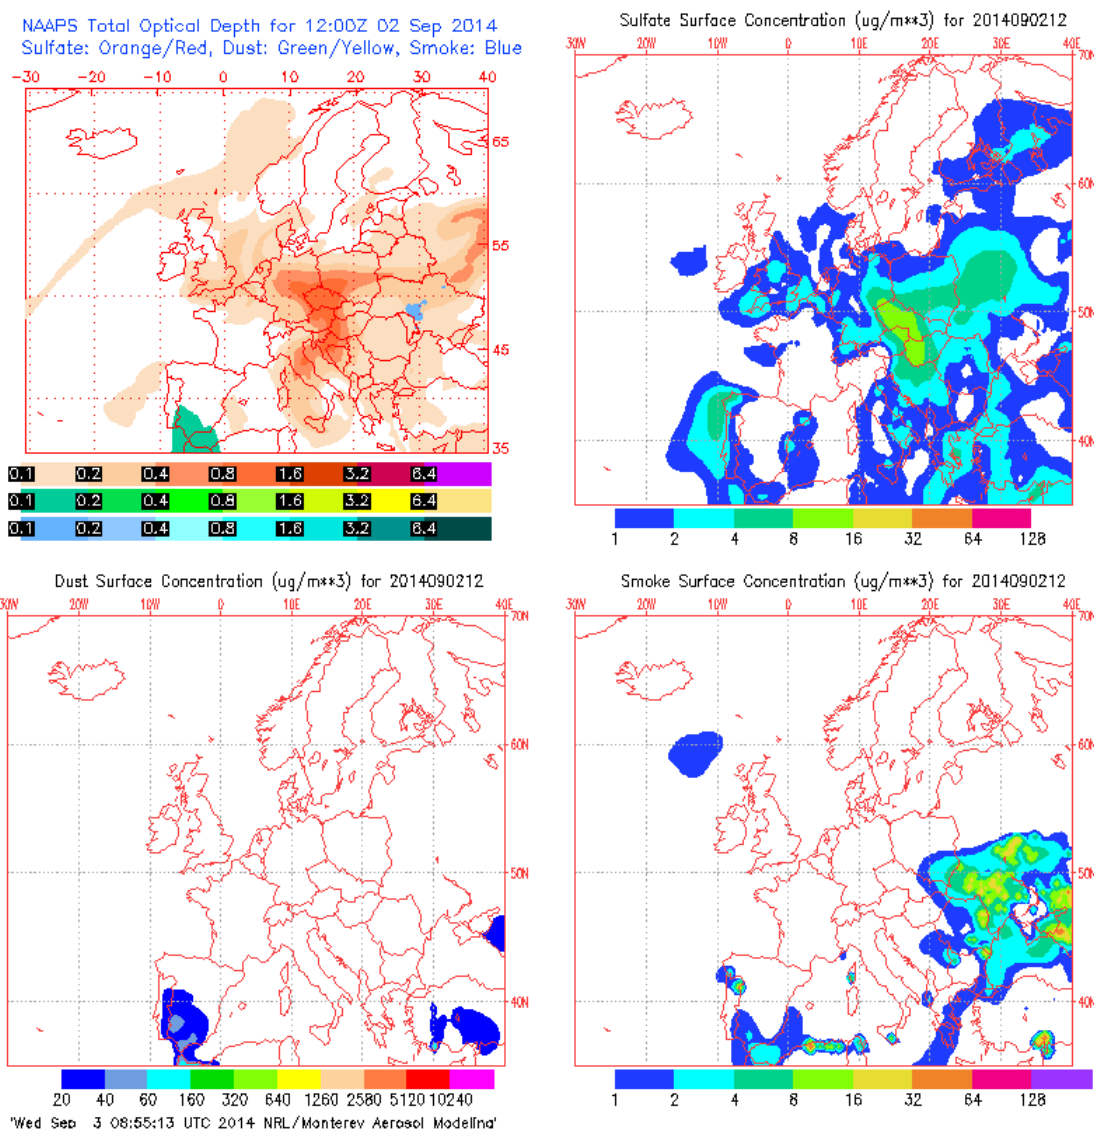 NAAPS Total Optical Depth for 12:00Z 02 Sep 2014
Sulfate: Orange/Red, Dust: Green/Yellow, Smoke: Blue
-30 -20 -10 0 10 20 30 40
65
55
45
35
0.1 0.2 0.4 0.8 1.6 3.2 6.4
0.1 0.2 0.4 0.8 1.6 3.2 6.4
0.1 0.2 0.4 0.8 1.6 3.2 6.4
Sulfate Surface Concentration (ug/m**3) for 2014090212
30W 20W 10W 0 10E 20E 30E 40E
70N
60N
50N
40N
1 2 4 8 16 32 64 128
Dust Surface Concentration (ug/m**3) for 2014090212
30W 20W 10W 0 10E 20E 30E 40E
70N
60N
50N
40N
20 40 60 160 320 640 1260 2580 5120 10240
'Wed Sep 3 08:55:13 UTC 2014 NRL/Monterey Aerosol Modeling'
Smoke Surface Concentration (ug/m**3) for 2014090212
30W 20W 10W 0 10E 20E 30E 40E
70N
60N
50N
40N
1 2 4 8 16 32 64 128